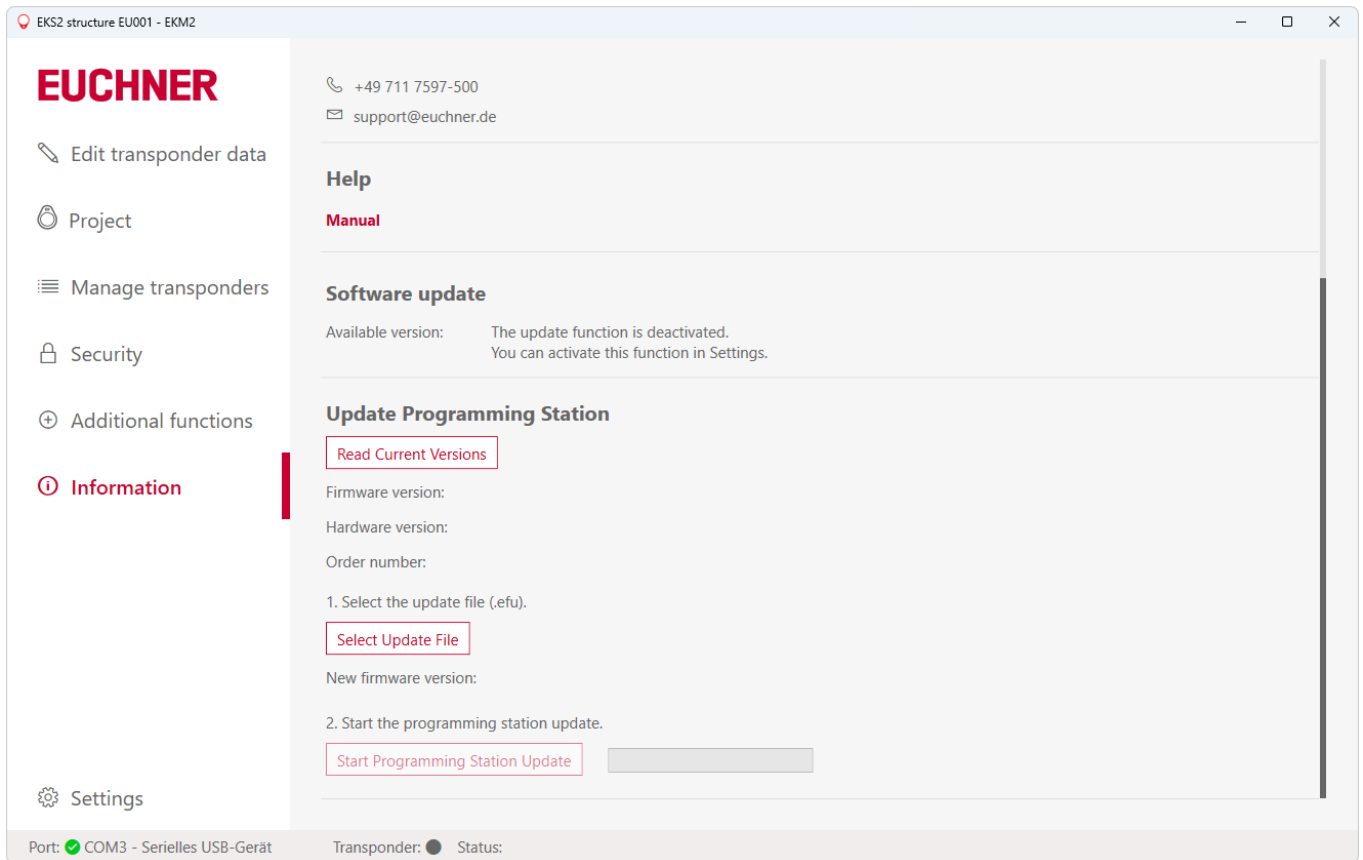 EKS2 structure EU001 - EKM2
EUCHNER
Edit transponder data
Project
Manage transponders
Security
Additional functions
Information
Settings
+49 711 7597-500
support@euchner.de
Help
Manual
Software update
Available version: The update function is deactivated.
You can activate this function in Settings.
Update Programming Station
Read Current Versions
Firmware version:
Hardware version:
Order number:
1. Select the update file (.efu).
Select Update File
New firmware version:
2. Start the programming station update.
Start Programming Station Update
Port: COM3 - Serielles USB-Gerät Transponder: Status: